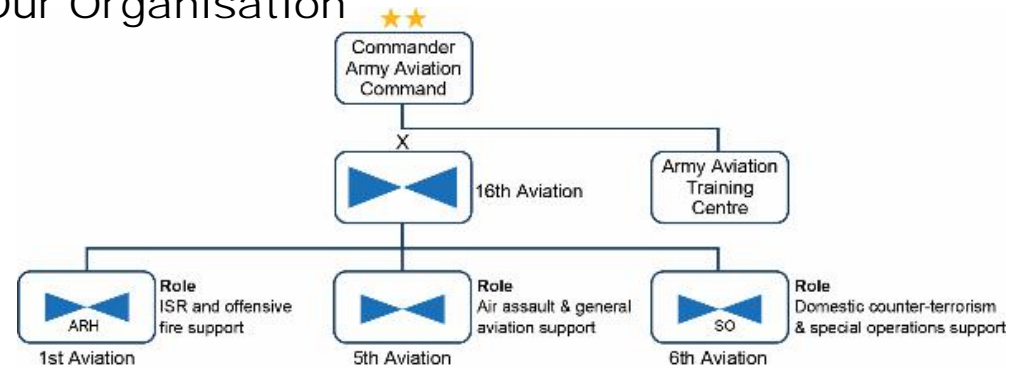 Our Organisation
Commander
Army Aviation
Command
X
16th Aviation
Army Aviation
Training
Centre
ARH
Role
ISR and offensive
fire support
1st Aviation
Role
Air assault & general
aviation support
5th Aviation
SO
Role
Domestic counter-terrorism
& special operations support
6th Aviation